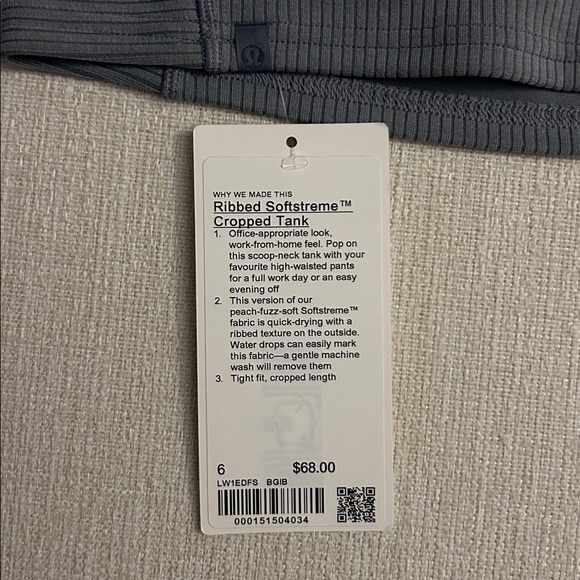 WHY WE MADE THIS
Ribbed Softstreme™
Cropped Tank
1. Office-appropriate look,
work-from-home feel. Pop on
this scoop-neck tank with your
favourite high-waisted pants
for a full work day or an easy
evening off
2. This version of our
peach-fuzz-soft Softstreme™
fabric is quick-drying with a
ribbed texture on the outside.
Water drops can easily mark
this fabric—a gentle machine
wash will remove them
3. Tight fit, cropped length
6 $68.00
LW1EDFS BGIB
000151504034